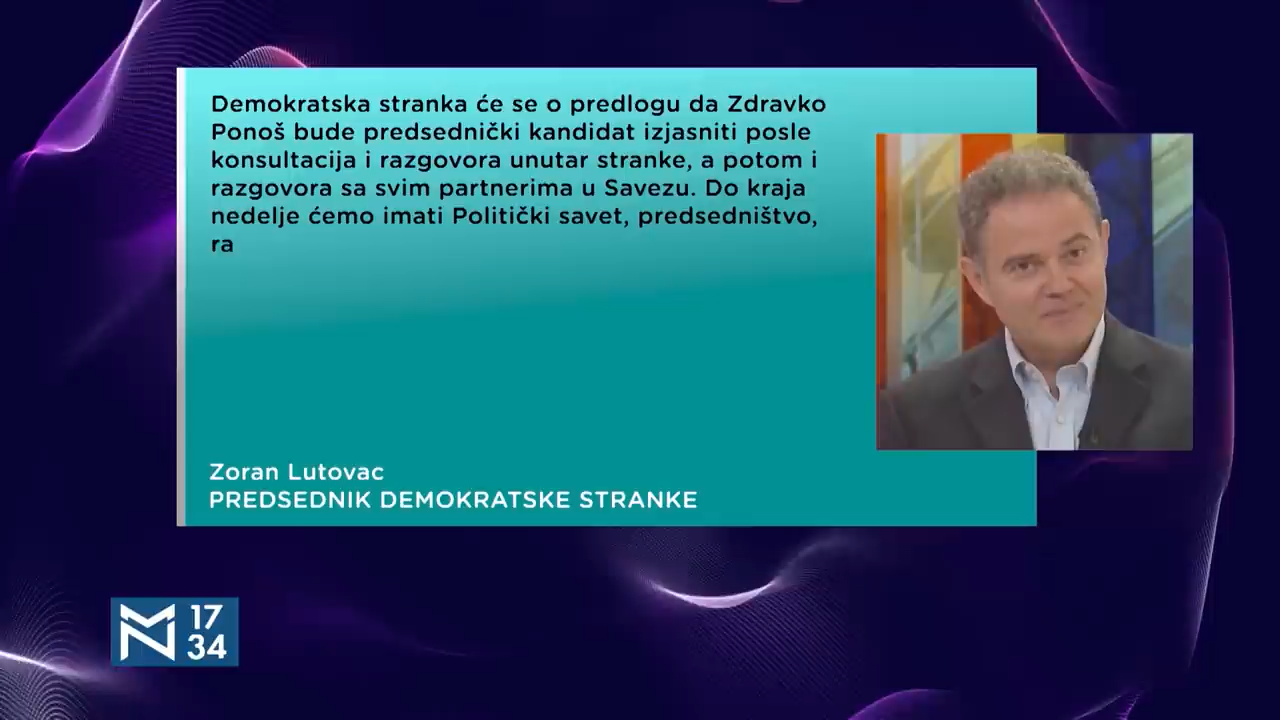 Demokratska stranka će se o predlogu da Zdravko
Ponoš bude predsednički kandidat izjasniti posle
konsultacija i razgovora unutar stranke, a potom i
razgovora sa svim partnerima u Savezu. Do kraja
nedelje ćemo imati Politički savet, predsedništvo,
ra
Zoran Lutovac
PREDSEDNIK DEMOKRATSKE STRANKE
17
34